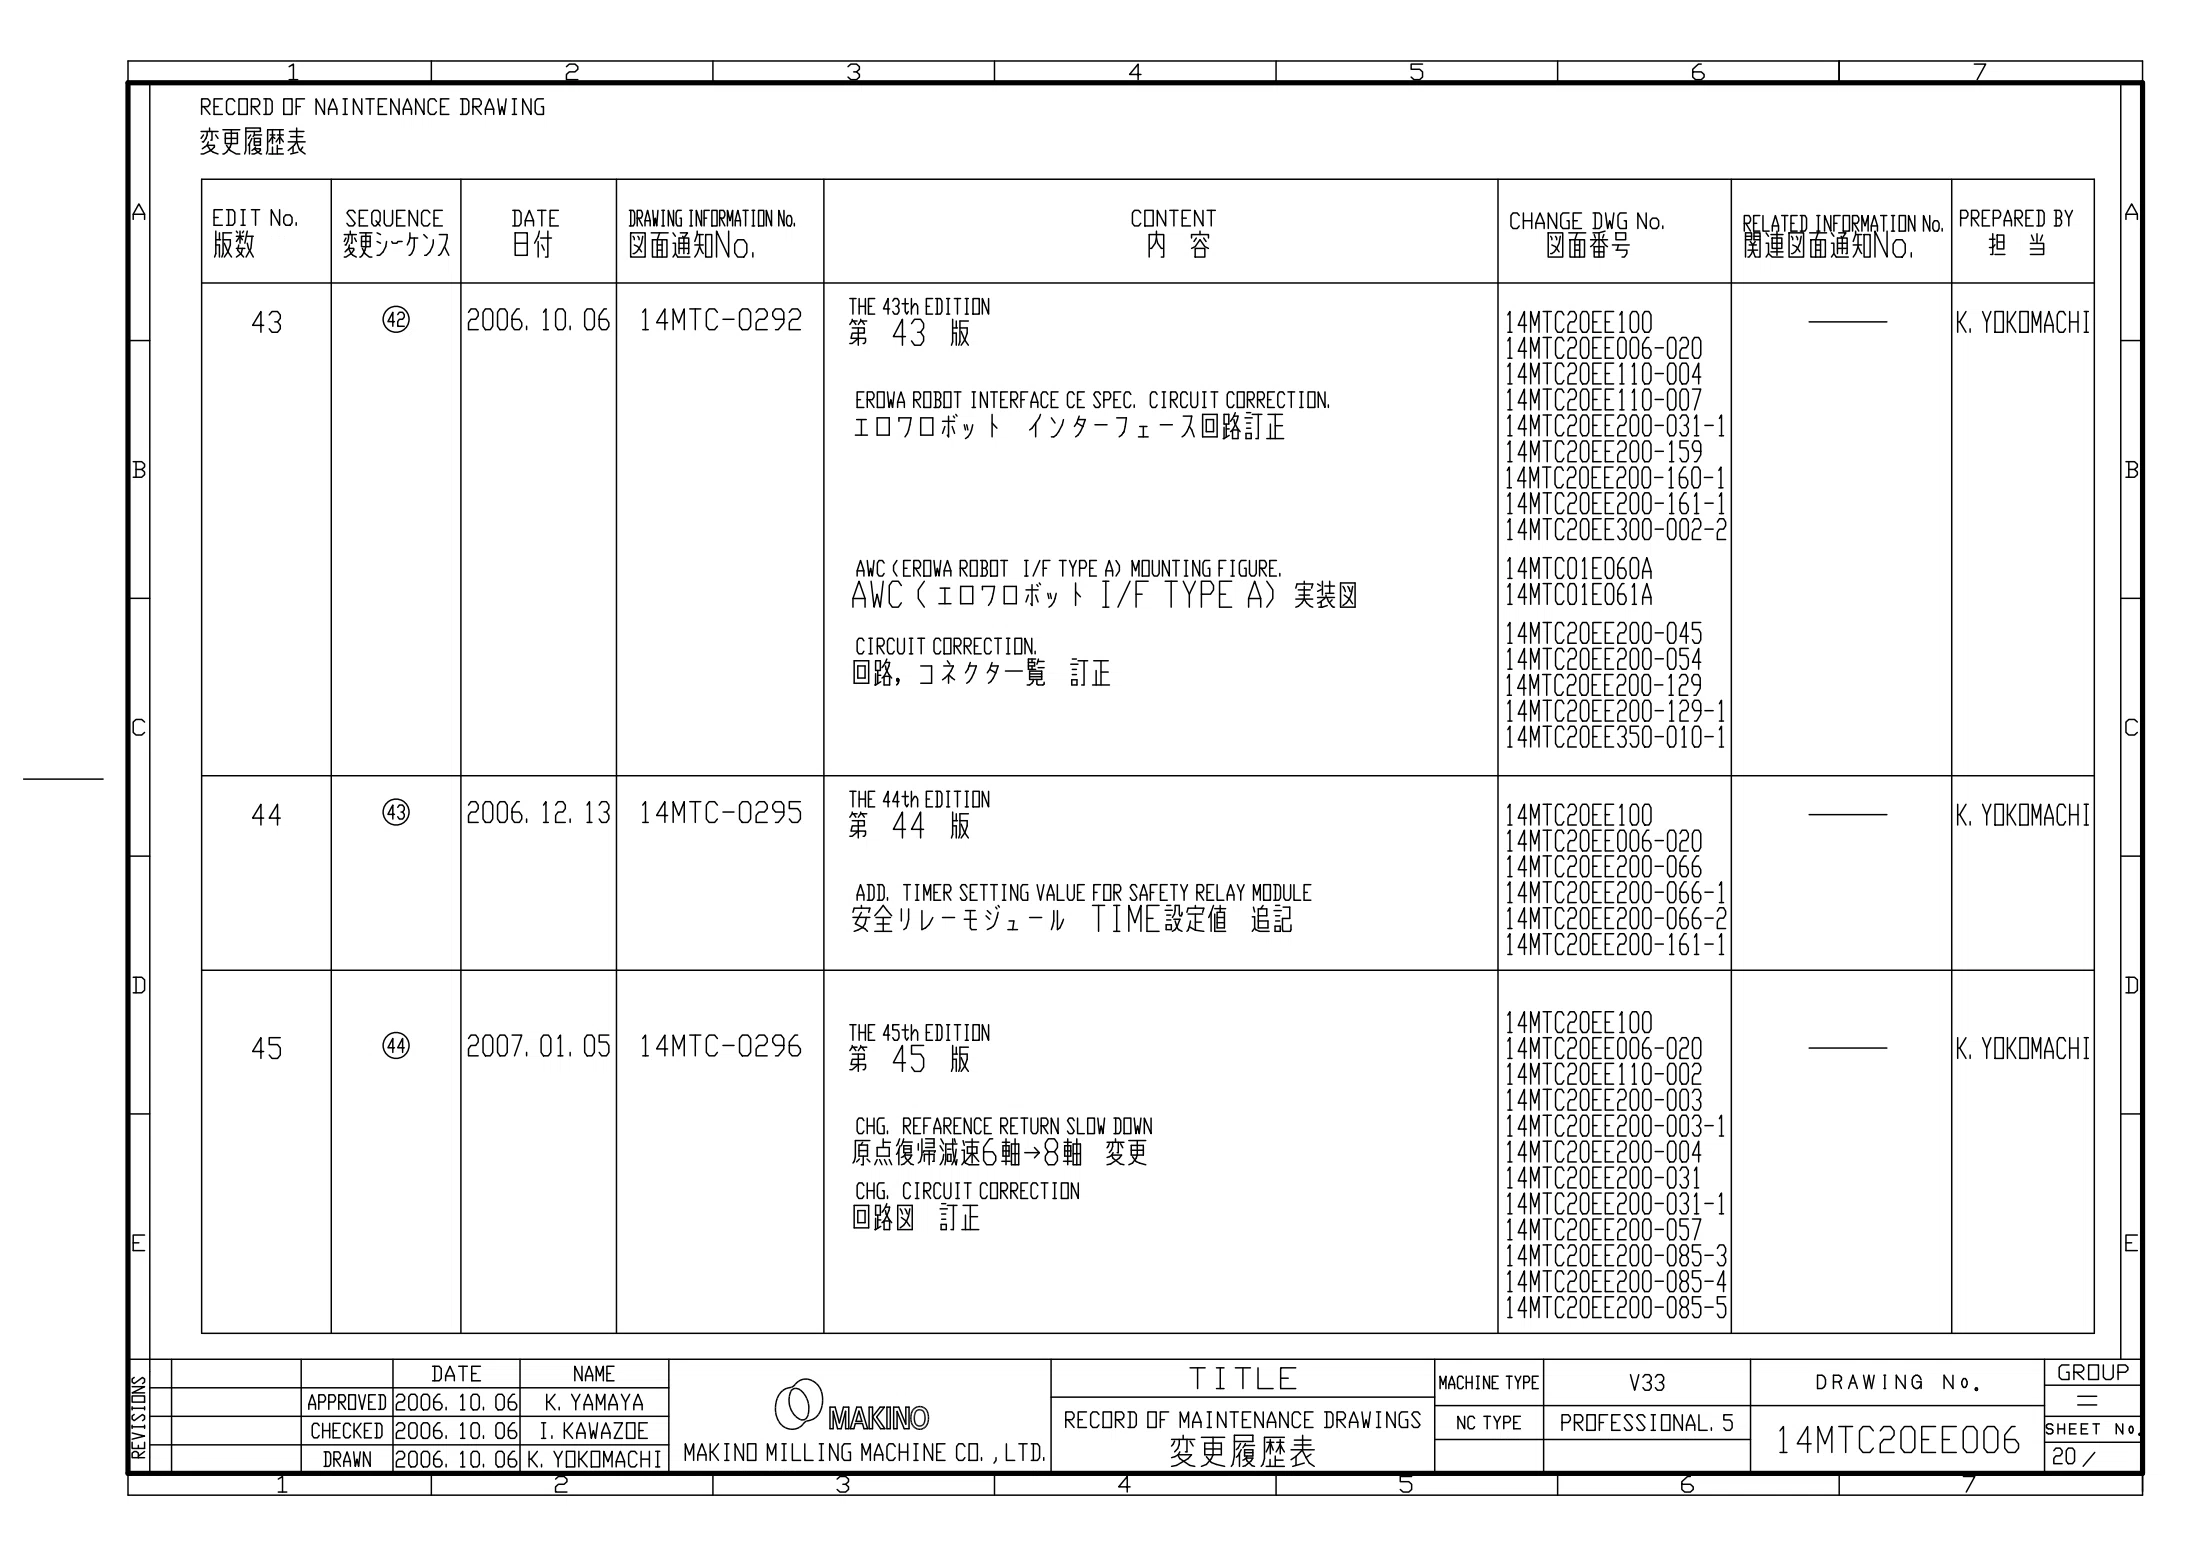 1 2 3 4 5 6 7
RECORD OF NAINTENANCE DRAWING
変更履歴表
EDIT No. SEQUENCE DATE DRAWING INFORMATION No. CONTENT CHANGE DWG No. RELATED INFORMATION No. PREPARED BY
版数 変更シーケンス 日付 図面通知No. 内 容 図面番号 関連図面通知No. 担 当
43 ㊷ 2006. 10. 06 14MTC-0292
THE 43th EDITION
第 43 版
EROWA ROBOT INTERFACE CE SPEC. CIRCUIT CORRECTION.
エロワロボット インターフェース回路訂正
AWC (EROWA ROBOT I/F TYPE A) MOUNTING FIGURE.
AWC (エロワロボット I/F TYPE A) 実装図
CIRCUIT CORRECTION.
回路, コネクター覧 訂正
14MTC20EE100
14MTC20EE006-020
14MTC20EE110-004
14MTC20EE110-007
14MTC20EE200-031-1
14MTC20EE200-159
14MTC20EE200-160-1
14MTC20EE200-161-1
14MTC20EE300-002-2
14MTC01E060A
14MTC01E061A
14MTC20EE200-045
14MTC20EE200-054
14MTC20EE200-129
14MTC20EE200-129-1
14MTC20EE350-010-1
K. YOKOMACHI
44 ㊸ 2006. 12. 13 14MTC-0295
THE 44th EDITION
第 44 版
ADD. TIMER SETTING VALUE FOR SAFETY RELAY MODULE
安全リレーモジュール TIME設定値 追記
14MTC20EE100
14MTC20EE006-020
14MTC20EE200-066
14MTC20EE200-066-1
14MTC20EE200-066-2
14MTC20EE200-161-1
K. YOKOMACHI
45 ㊹ 2007. 01. 05 14MTC-0296
THE 45th EDITION
第 45 版
CHG. REFARENCE RETURN SLOW DOWN
原点復帰減速6軸→8軸 変更
CHG. CIRCUIT CORRECTION
回路図 訂正
14MTC20EE100
14MTC20EE006-020
14MTC20EE110-002
14MTC20EE200-003
14MTC20EE200-003-1
14MTC20EE200-004
14MTC20EE200-031
14MTC20EE200-031-1
14MTC20EE200-057
14MTC20EE200-085-3
14MTC20EE200-085-4
14MTC20EE200-085-5
K. YOKOMACHI
A A
B B
C C
D D
E E
REVISIONS
DATE NAME
APPROVED 2006. 10. 06 K. YAMAYA
CHECKED 2006. 10. 06 I. KAWAZOE
DRAWN 2006. 10. 06 K. YOKOMACHI
MAKINO
MAKINO MILLING MACHINE CO. , LTD.
TITLE
RECORD OF MAINTENANCE DRAWINGS
変更履歴表
MACHINE TYPE V33
NC TYPE PROFESSIONAL. 5
DRAWING No.
14MTC20EE006
GROUP
=
SHEET No.
20 /
1 2 3 4 5 6 7